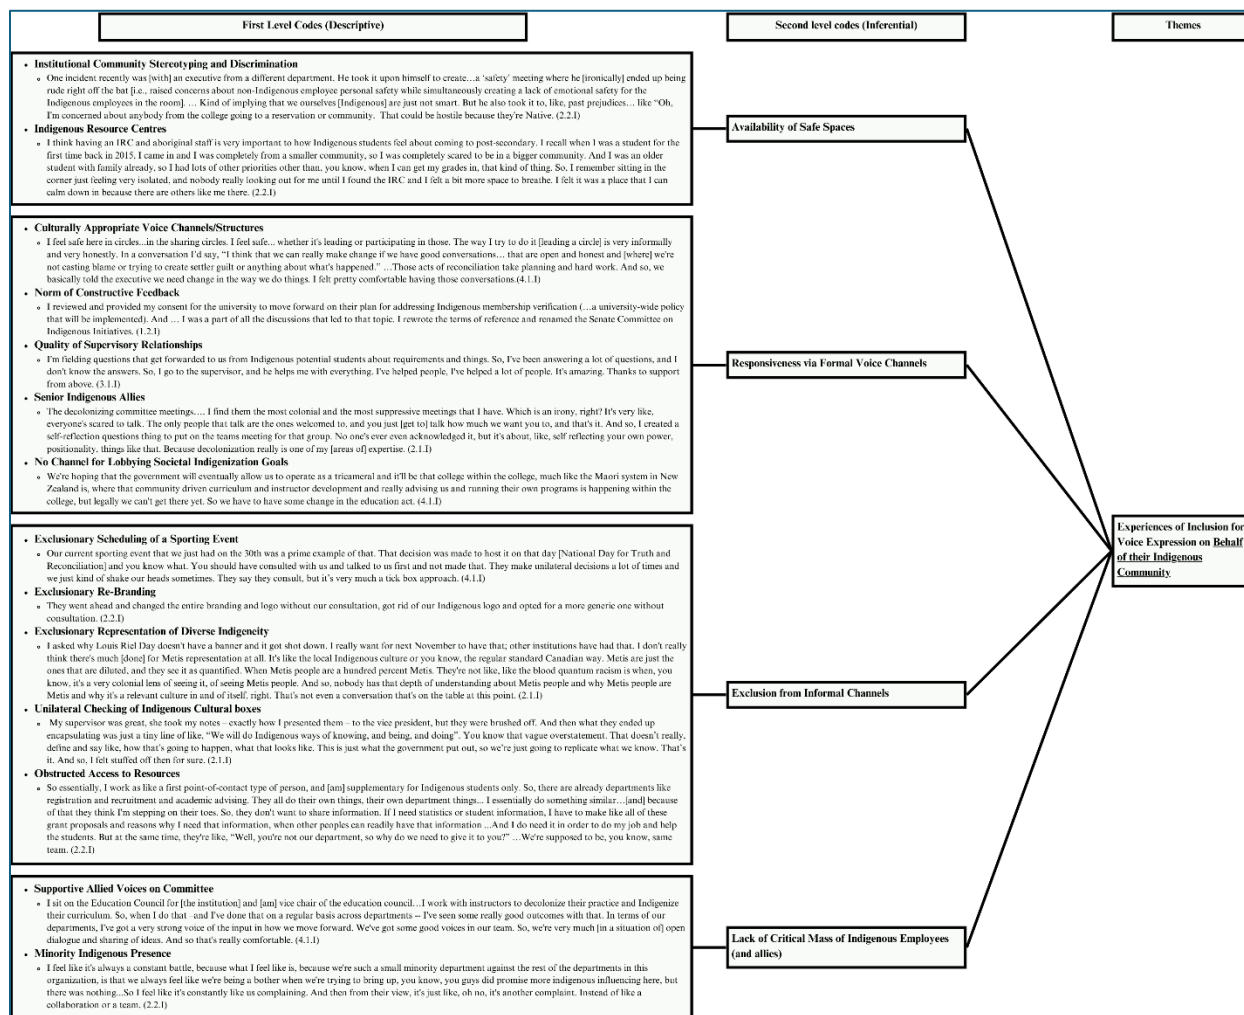 First Level Codes (Descriptive)
Second level codes (Inferential)
Themes
• Institutional Community Stereotyping and Discrimination
∘ One incident recently was [with] an executive from a different department. He took it upon himself to create…a ‘safety’ meeting where he [ironically] ended up being
rude right off the bat [i.e., raised concerns about non-Indigenous employee personal safety while simultaneously creating a lack of emotional safety for the
Indigenous employees in the room]. … Kind of implying that we ourselves [Indigenous] are just not smart. But he also took it to, like, past prejudices… like “Oh,
I'm concerned about anybody from the college going to a reservation or community. That could be hostile because they're Native. (2.2.I)
• Indigenous Resource Centres
∘ I think having an IRC and aboriginal staff is very important to how Indigenous students feel about coming to post-secondary. I recall when I was a student for the
first time back in 2015, I came in and I was completely from a smaller community, so I was completely scared to be in a bigger community. And I was an older
student with family already, so I had lots of other priorities other than, you know, when I can get my grades in, that kind of thing. So, I remember sitting in the
corner just feeling very isolated, and nobody really looking out for me until I found the IRC and I felt a bit more space to breathe. I felt it was a place that I can
calm down in because there are others like me there. (2.2.I)
Availability of Safe Spaces
• Culturally Appropriate Voice Channels/Structures
∘ I feel safe here in circles...in the sharing circles. I feel safe... whether it's leading or participating in those. The way I try to do it [leading a circle] is very informally
and very honestly. In a conversation I'd say, “I think that we can really make change if we have good conversations… that are open and honest and [where] we're
not casting blame or trying to create settler guilt or anything about what's happened.” …Those acts of reconciliation take planning and hard work. And so, we
basically told the executive we need change in the way we do things. I felt pretty comfortable having those conversations.(4.1.I)
• Norm of Constructive Feedback
∘ I reviewed and provided my consent for the university to move forward on their plan for addressing Indigenous membership verification (…a university-wide policy
that will be implemented). And … I was a part of all the discussions that led to that topic. I rewrote the terms of reference and renamed the Senate Committee on
Indigenous Initiatives. (1.2.I)
• Quality of Supervisory Relationships
∘ I'm fielding questions that get forwarded to us from Indigenous potential students about requirements and things. So, I've been answering a lot of questions, and I
don't know the answers. So, I go to the supervisor, and he helps me with everything. I've helped people, I've helped a lot of people. It's amazing. Thanks to support
from above. (3.1.I)
• Senior Indigenous Allies
∘ The decolonizing committee meetings…. I find them the most colonial and the most suppressive meetings that I have. Which is an irony, right? It's very like,
everyone's scared to talk. The only people that talk are the ones welcomed to, and you just [get to] talk how much we want you to, and that's it. And so, I created a
self-reflection questions thing to put on the teams meeting for that group. No one's ever even acknowledged it, but it's about, like, self reflecting your own power,
positionality, things like that. Because decolonization really is one of my [areas of] expertise. (2.1.I)
• No Channel for Lobbying Societal Indigenization Goals
∘ We're hoping that the government will eventually allow us to operate as a tricameral and it'll be that college within the college, much like the Maori system in New
Zealand is, where that community driven curriculum and instructor development and really advising us and running their own programs is happening within the
college, but legally we can't get there yet. So we have to have some change in the education act. (4.1.I)
Responsiveness via Formal Voice Channels
• Exclusionary Scheduling of a Sporting Event
∘ Our current sporting event that we just had on the 30th was a prime example of that. That decision was made to host it on that day [National Day for Truth and
Reconciliation] and you know what. You should have consulted with us and talked to us first and not made that. They make unilateral decisions a lot of times and
we just kind of shake our heads sometimes. They say they consult, but it's very much a tick box approach. (4.1.I)
• Exclusionary Re-Branding
∘ They went ahead and changed the entire branding and logo without our consultation, got rid of our Indigenous logo and opted for a more generic one without
consultation. (2.2.I)
• Exclusionary Representation of Diverse Indigeneity
∘ I asked why Louis Riel Day doesn't have a banner and it got shot down. I really want for next November to have that; other institutions have had that. I don't really
think there's much [done] for Metis representation at all. It's like the local Indigenous culture or you know, the regular standard Canadian way. Metis are just the
ones that are diluted, and they see it as quantified. When Metis people are a hundred percent Metis. They're not like, like the blood quantum racism is when, you
know, it's a very colonial lens of seeing it, of seeing Metis people. And so, nobody has that depth of understanding about Metis people and why Metis people are
Metis and why it's a relevant culture in and of itself, right. That's not even a conversation that's on the table at this point. (2.1.I)
• Unilateral Checking of Indigenous Cultural boxes
∘ My supervisor was great, she took my notes – exactly how I presented them – to the vice president, but they were brushed off. And then what they ended up
encapsulating was just a tiny line of like, “We will do Indigenous ways of knowing, and being, and doing”. You know that vague overstatement. That doesn't really,
define and say like, how that's going to happen, what that looks like. This is just what the government put out, so we're just going to replicate what we know. That's
it. And so, I felt stuffed off then for sure. (2.1.I)
• Obstructed Access to Resources
∘ So essentially, I work as like a first point-of-contact type of person, and [am] supplementary for Indigenous students only. So, there are already departments like
registration and recruitment and academic advising. They all do their own things, their own department things... I essentially do something similar…[and] because
of that they think I'm stepping on their toes. So, they don't want to share information. If I need statistics or student information, I have to make like all of these
grant proposals and reasons why I need that information, when other peoples can readily have that information ...And I do need it in order to do my job and help
the students. But at the same time, they're like, “Well, you're not our department, so why do we need to give it to you?” …We're supposed to be, you know, same
team. (2.2.I)
Exclusion from Informal Channels
Experiences of Inclusion for
Voice Expression on Behalf
of their Indigenous
Community
• Supportive Allied Voices on Committee
∘ I sit on the Education Council for [the institution] and [am] vice chair of the education council…I work with instructors to decolonize their practice and Indigenize
their curriculum. So, when I do that –and I've done that on a regular basis across departments – I've seen some really good outcomes with that. In terms of our
departments, I've got a very strong voice of the input in how we move forward. We've got some good voices in our team. So, we're very much [in a situation of] open
dialogue and sharing of ideas. And so that's really comfortable. (4.1.I)
• Minority Indigenous Presence
∘ I feel like it's always a constant battle, because what I feel like is, because we're such a small minority department against the rest of the departments in this
organization, is that we always feel like we're being a bother when we're trying to bring up, you know, you guys did promise more indigenous influencing here, but
there was nothing...So I feel like it's constantly like us complaining. And then from their view, it's just like, oh no, it's another complaint. Instead of like a
collaboration or a team. (2.2.I)
Lack of Critical Mass of Indigenous Employees
(and allies)